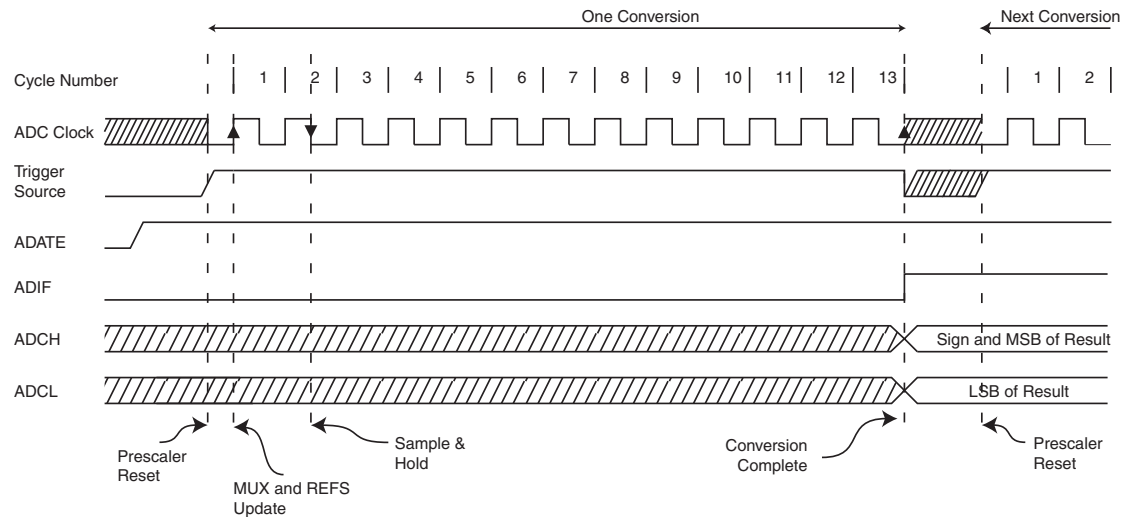 One Conversion
Next Conversion
Cycle Number
1 2 3 4 5 6 7 8 9 10 11 12 13 1 2
ADC Clock
Trigger
Source
ADATE
ADIF
ADCH
Sign and MSB of Result
ADCL
LSB of Result
Prescaler
Reset
MUX and REFS
Update
Sample &
Hold
Conversion
Complete
Prescaler
Reset